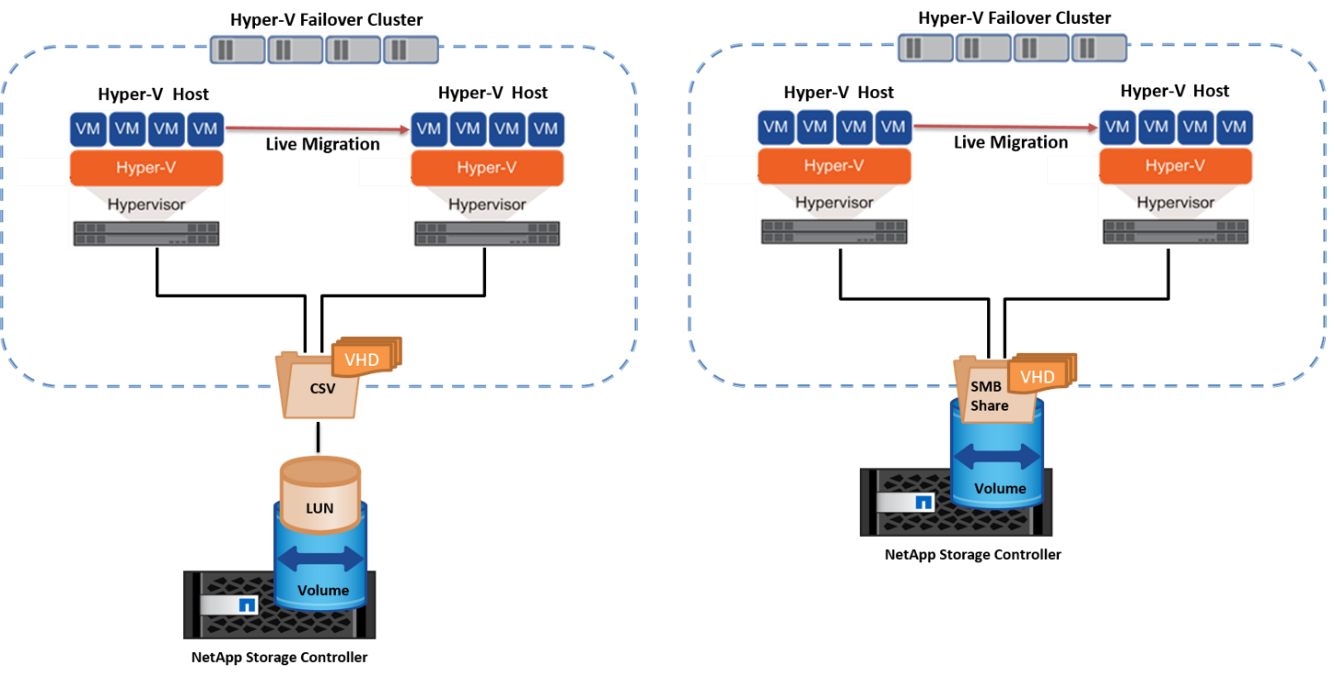 Hyper-V Failover Cluster
Hyper-V Host
Hyper-V Host
VM VM VM VM
VM VM VM VM
Live Migration
Hyper-V
Hyper-V
Hypervisor
Hypervisor
VHD
CSV
LUN
Volume
NetApp Storage Controller
Hyper-V Failover Cluster
Hyper-V Host
Hyper-V Host
VM VM VM VM
VM VM VM VM
Live Migration
Hyper-V
Hyper-V
Hypervisor
Hypervisor
VHD
SMB
Share
Volume
NetApp Storage Controller